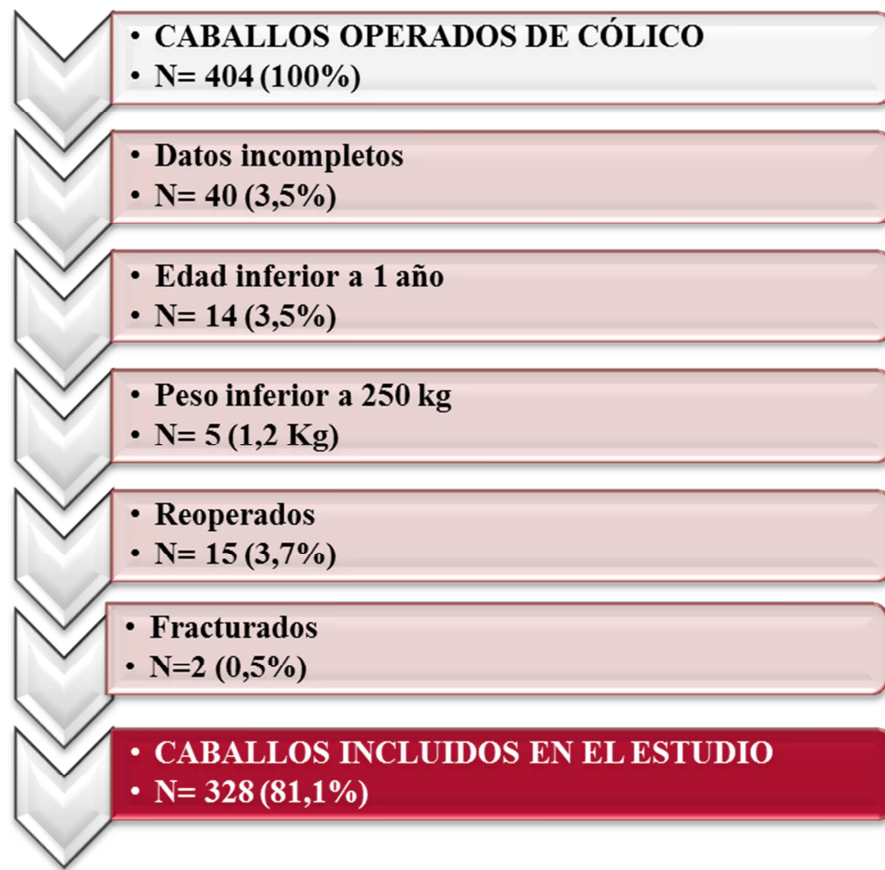 • CABALLOS OPERADOS DE CÓLICO
• N= 404 (100%)
• Datos incompletos
• N= 40 (3,5%)
• Edad inferior a 1 año
• N= 14 (3,5%)
• Peso inferior a 250 kg
• N= 5 (1,2 Kg)
• Reoperados
• N= 15 (3,7%)
• Fracturados
• N=2 (0,5%)
• CABALLOS INCLUIDOS EN EL ESTUDIO
• N= 328 (81,1%)